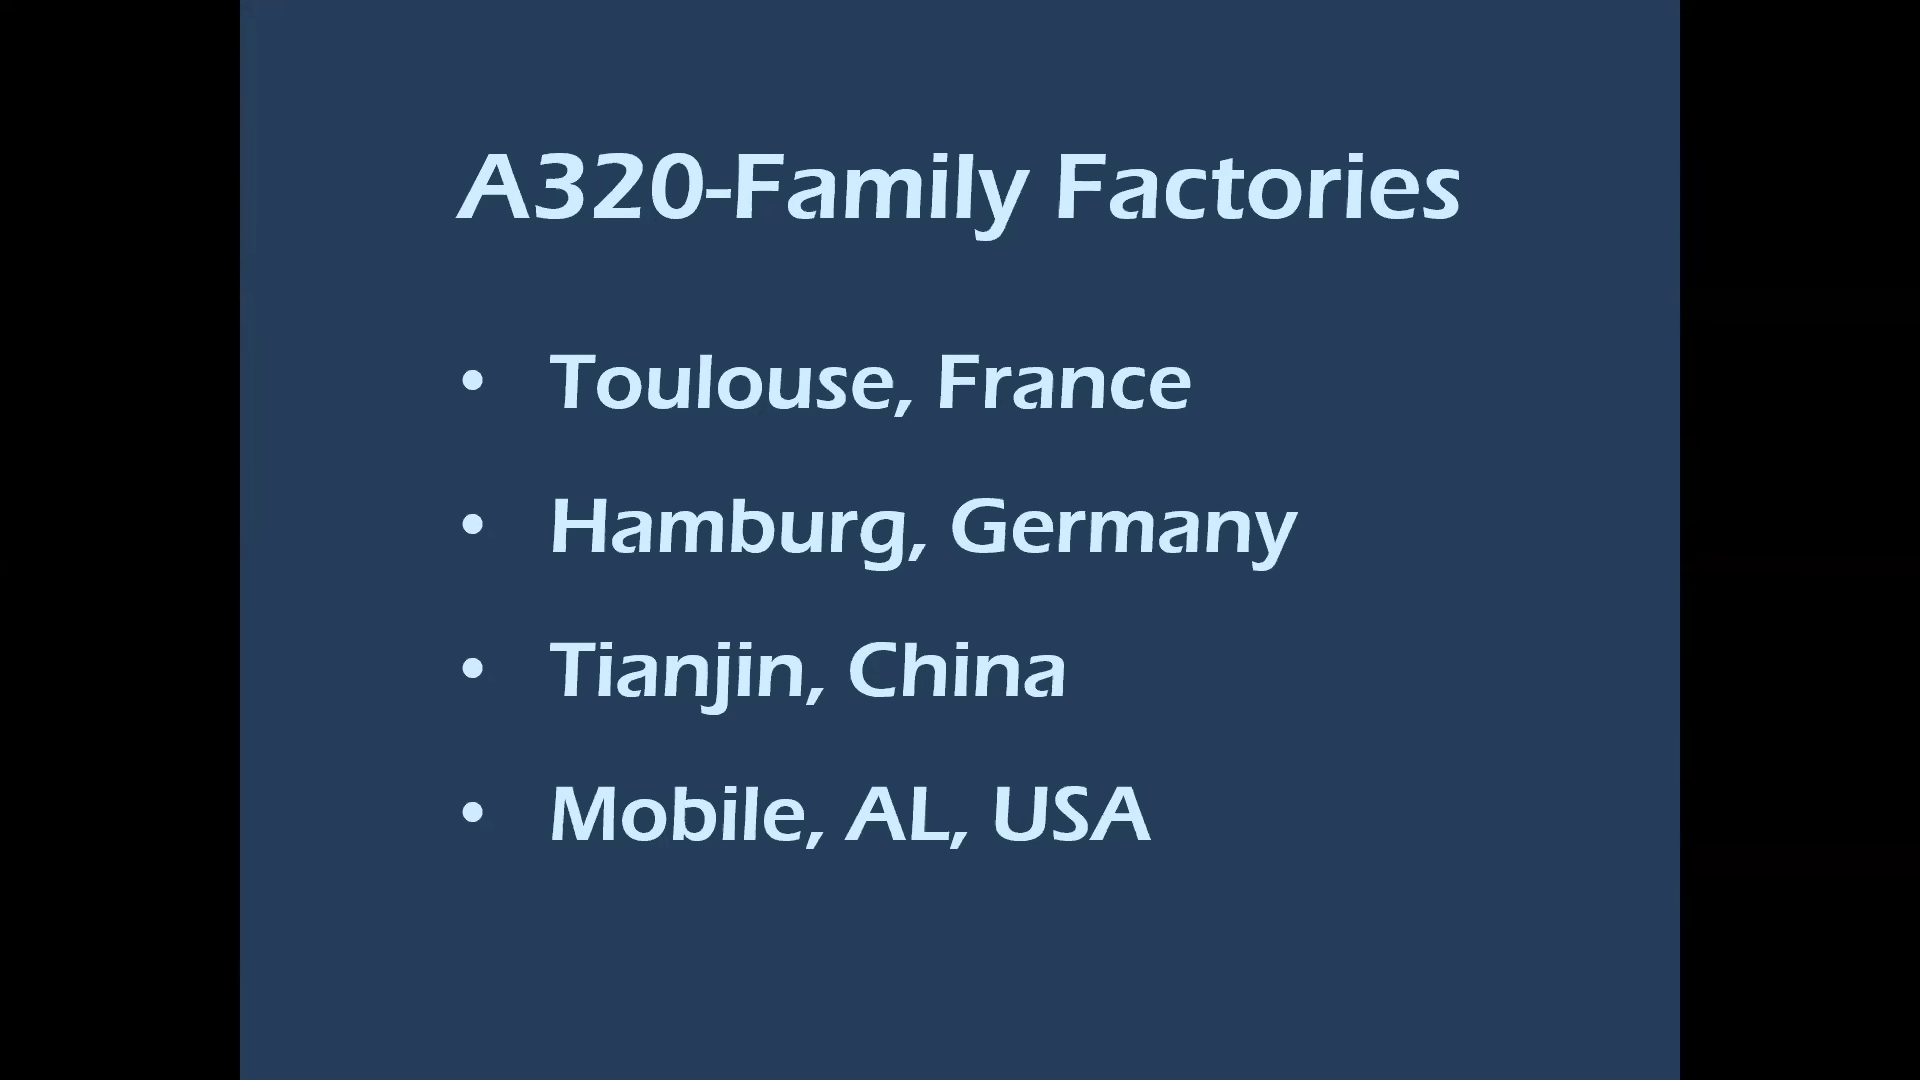 A320-Family Factories
• Toulouse, France
• Hamburg, Germany
• Tianjin, China
• Mobile, AL, USA